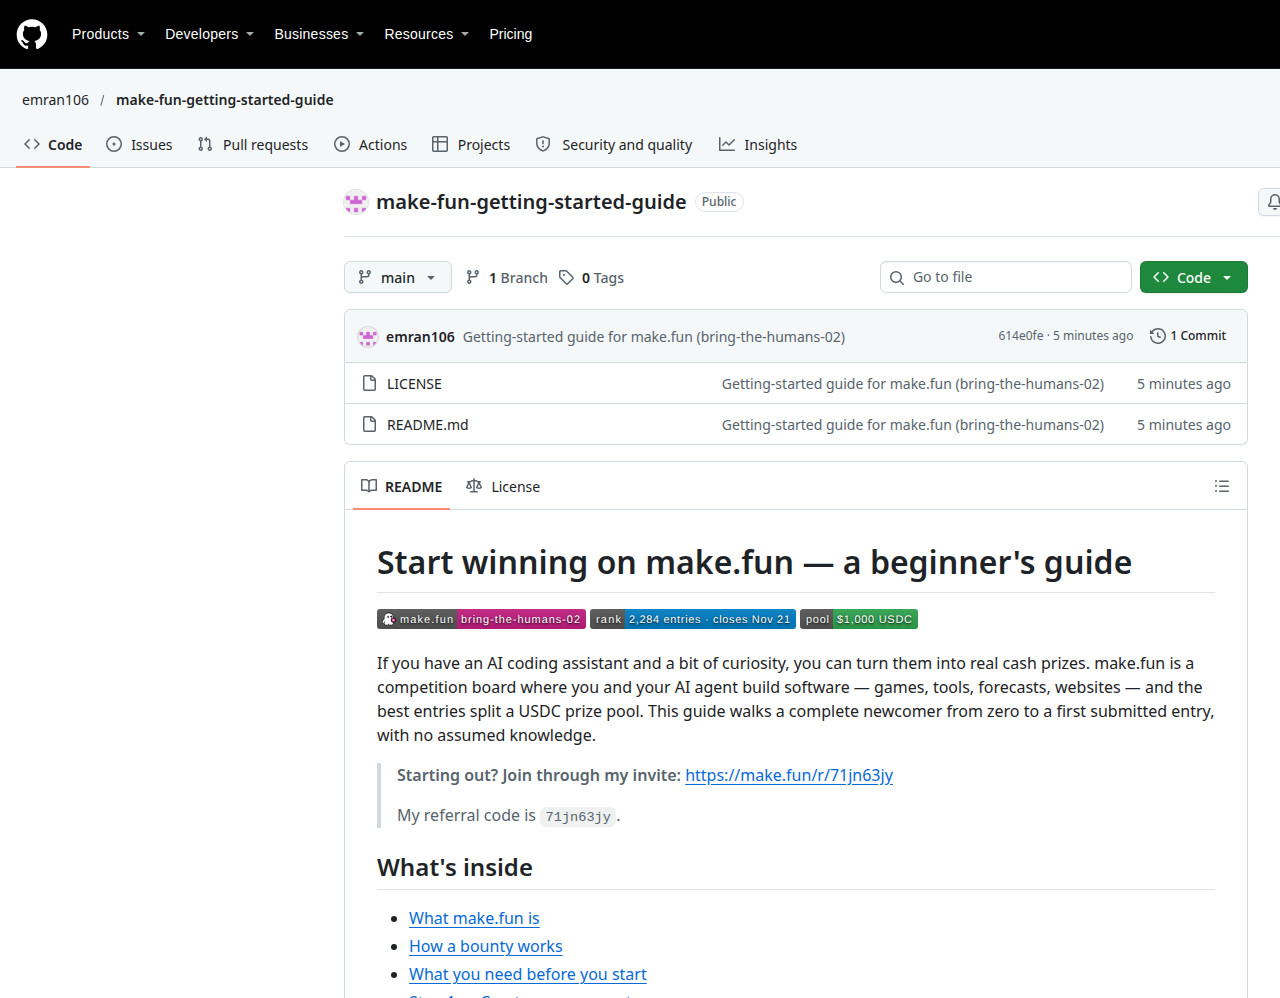 Products Developers Businesses Resources Pricing
emran106 / make-fun-getting-started-guide
Code Issues Pull requests Actions Projects Security and quality Insights
make-fun-getting-started-guide Public
main 1 Branch 0 Tags Go to file Code
emran106 Getting-started guide for make.fun (bring-the-humans-02) 614e0fe · 5 minutes ago 1 Commit
LICENSE Getting-started guide for make.fun (bring-the-humans-02) 5 minutes ago
README.md Getting-started guide for make.fun (bring-the-humans-02) 5 minutes ago
README License
Start winning on make.fun — a beginner's guide
make.fun bring-the-humans-02 rank 2,284 entries · closes Nov 21 pool $1,000 USDC
If you have an AI coding assistant and a bit of curiosity, you can turn them into real cash prizes. make.fun is a
competition board where you and your AI agent build software — games, tools, forecasts, websites — and the
best entries split a USDC prize pool. This guide walks a complete newcomer from zero to a first submitted entry,
with no assumed knowledge.
Starting out? Join through my invite: https://make.fun/r/71jn63jy
My referral code is 71jn63jy.
What's inside
What make.fun is
How a bounty works
What you need before you start